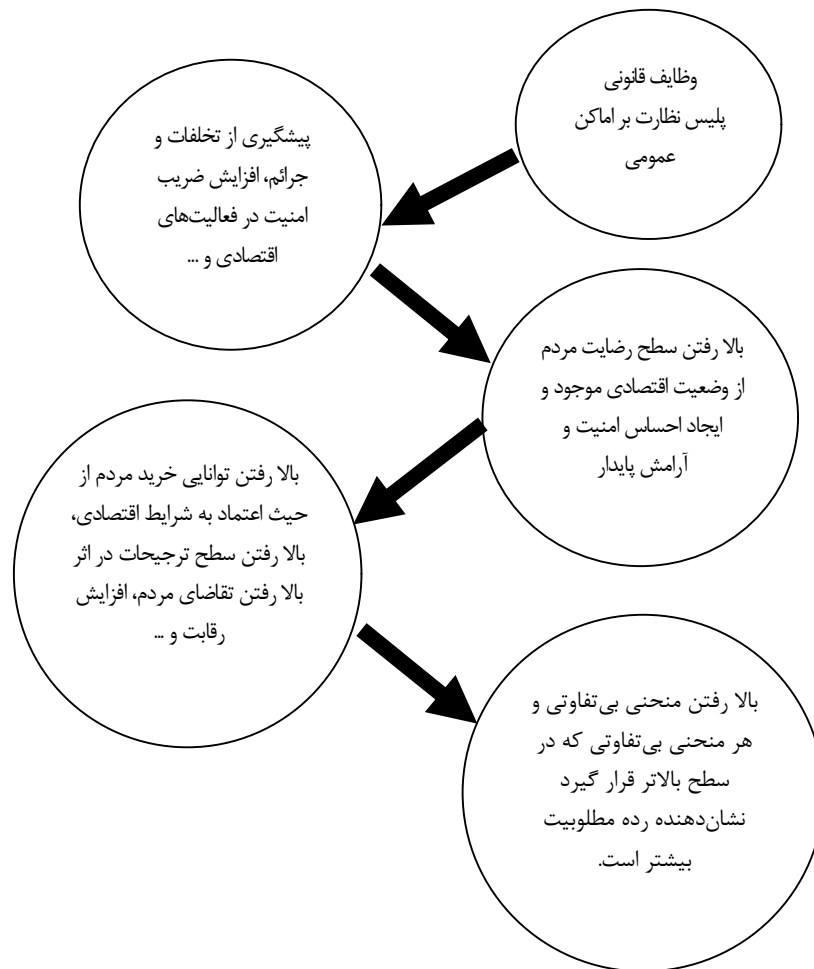 وظایف قانونی
پلیس نظارت بر اماکن
عمومی
پیشگیری از تخلفات و
جرائم، افزایش ضریب
امنیت در فعالیت‌های
اقتصادی و ...
بالا رفتن سطح رضایت مردم
از وضعیت اقتصادی موجود و
ایجاد احساس امنیت و
آرامش پایدار
بالا رفتن توانایی خرید مردم از
حیث اعتماد به شرایط اقتصادی،
بالا رفتن سطح ترجیحات در اثر
بالا رفتن تقاضای مردم، افزایش
رقابت و ...
بالا رفتن منحنی بی‌تفاوتی و
هر منحنی بی‌تفاوتی که در
سطح بالاتر قرار گیرد
نشان‌دهنده رده مطلوبیت
بیشتر است.